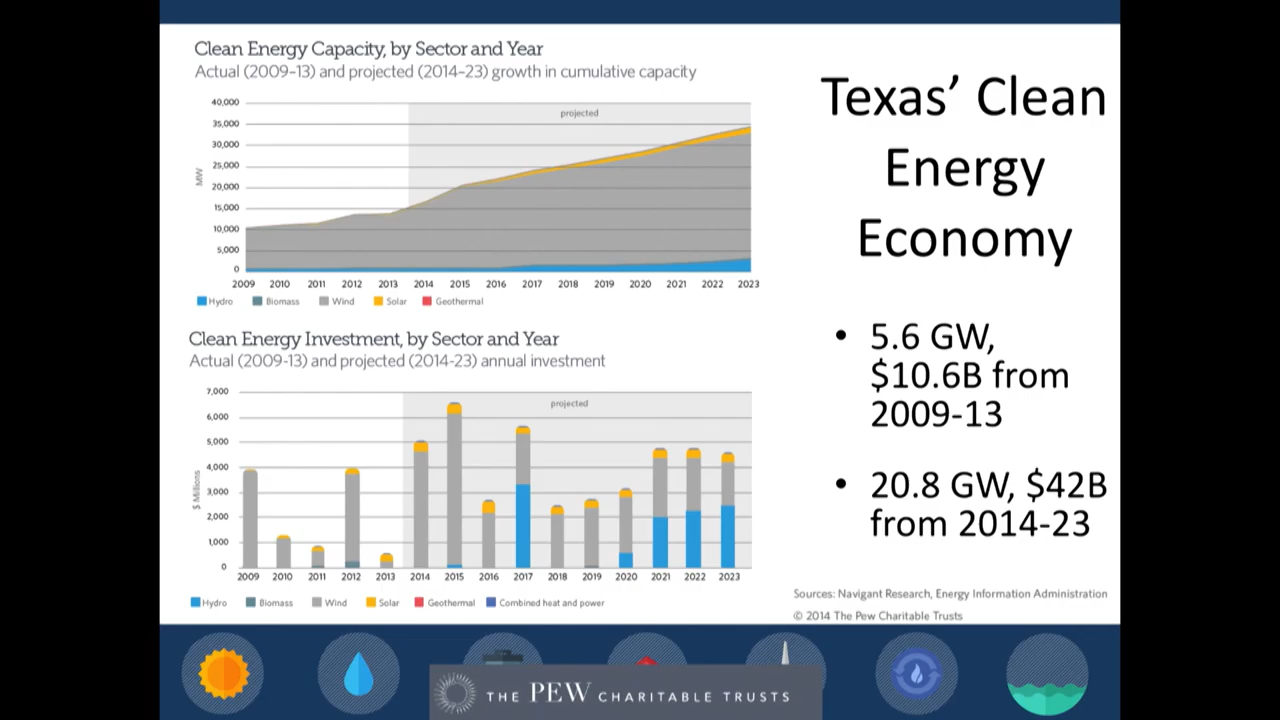 Clean Energy Capacity, by Sector and Year
Actual (2009–13) and projected (2014–23) growth in cumulative capacity
40,000
35,000
30,000
25,000
20,000
15,000
10,000
5,000
0
MW
projected
2009 2010 2011 2012 2013 2014 2015 2016 2017 2018 2019 2020 2021 2022 2023
Hydro Biomass Wind Solar Geothermal
Clean Energy Investment, by Sector and Year
Actual (2009-13) and projected (2014-23) annual investment
7,000
6,000
5,000
4,000
3,000
2,000
1,000
0
$ Millions
projected
2009 2010 2011 2012 2013 2014 2015 2016 2017 2018 2019 2020 2021 2022 2023
Hydro Biomass Wind Solar Geothermal Combined heat and power
Texas’ Clean
Energy
Economy
• 5.6 GW,
$10.6B from
2009-13
• 20.8 GW, $42B
from 2014-23
Sources: Navigant Research, Energy Information Administration
© 2014 The Pew Charitable Trusts
THE PEW CHARITABLE TRUSTS